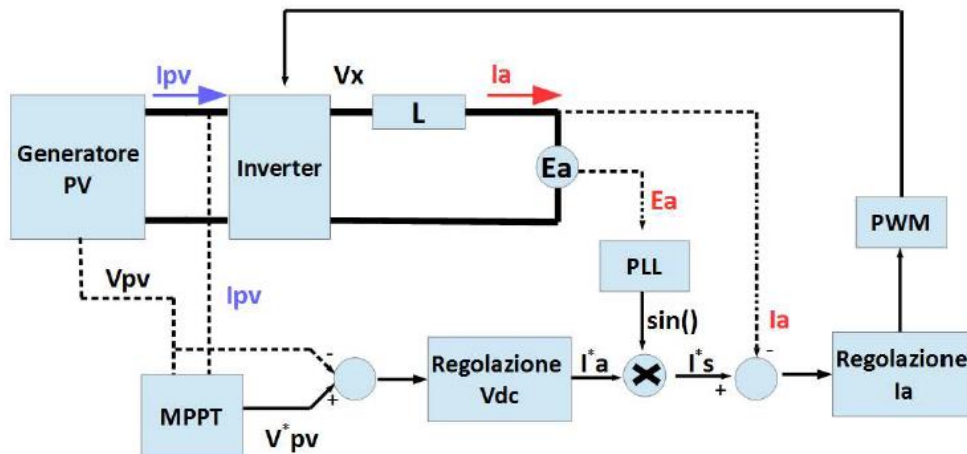 Ipv
Vx
Ia
Generatore
PV
Inverter
L
Ea
Ea
PWM
PLL
Vpv
Ipv
sin()
Ia
-
-
Regolazione
Vdc
I*a
I*s
Regolazione
Ia
+
+
MPPT
V*pv